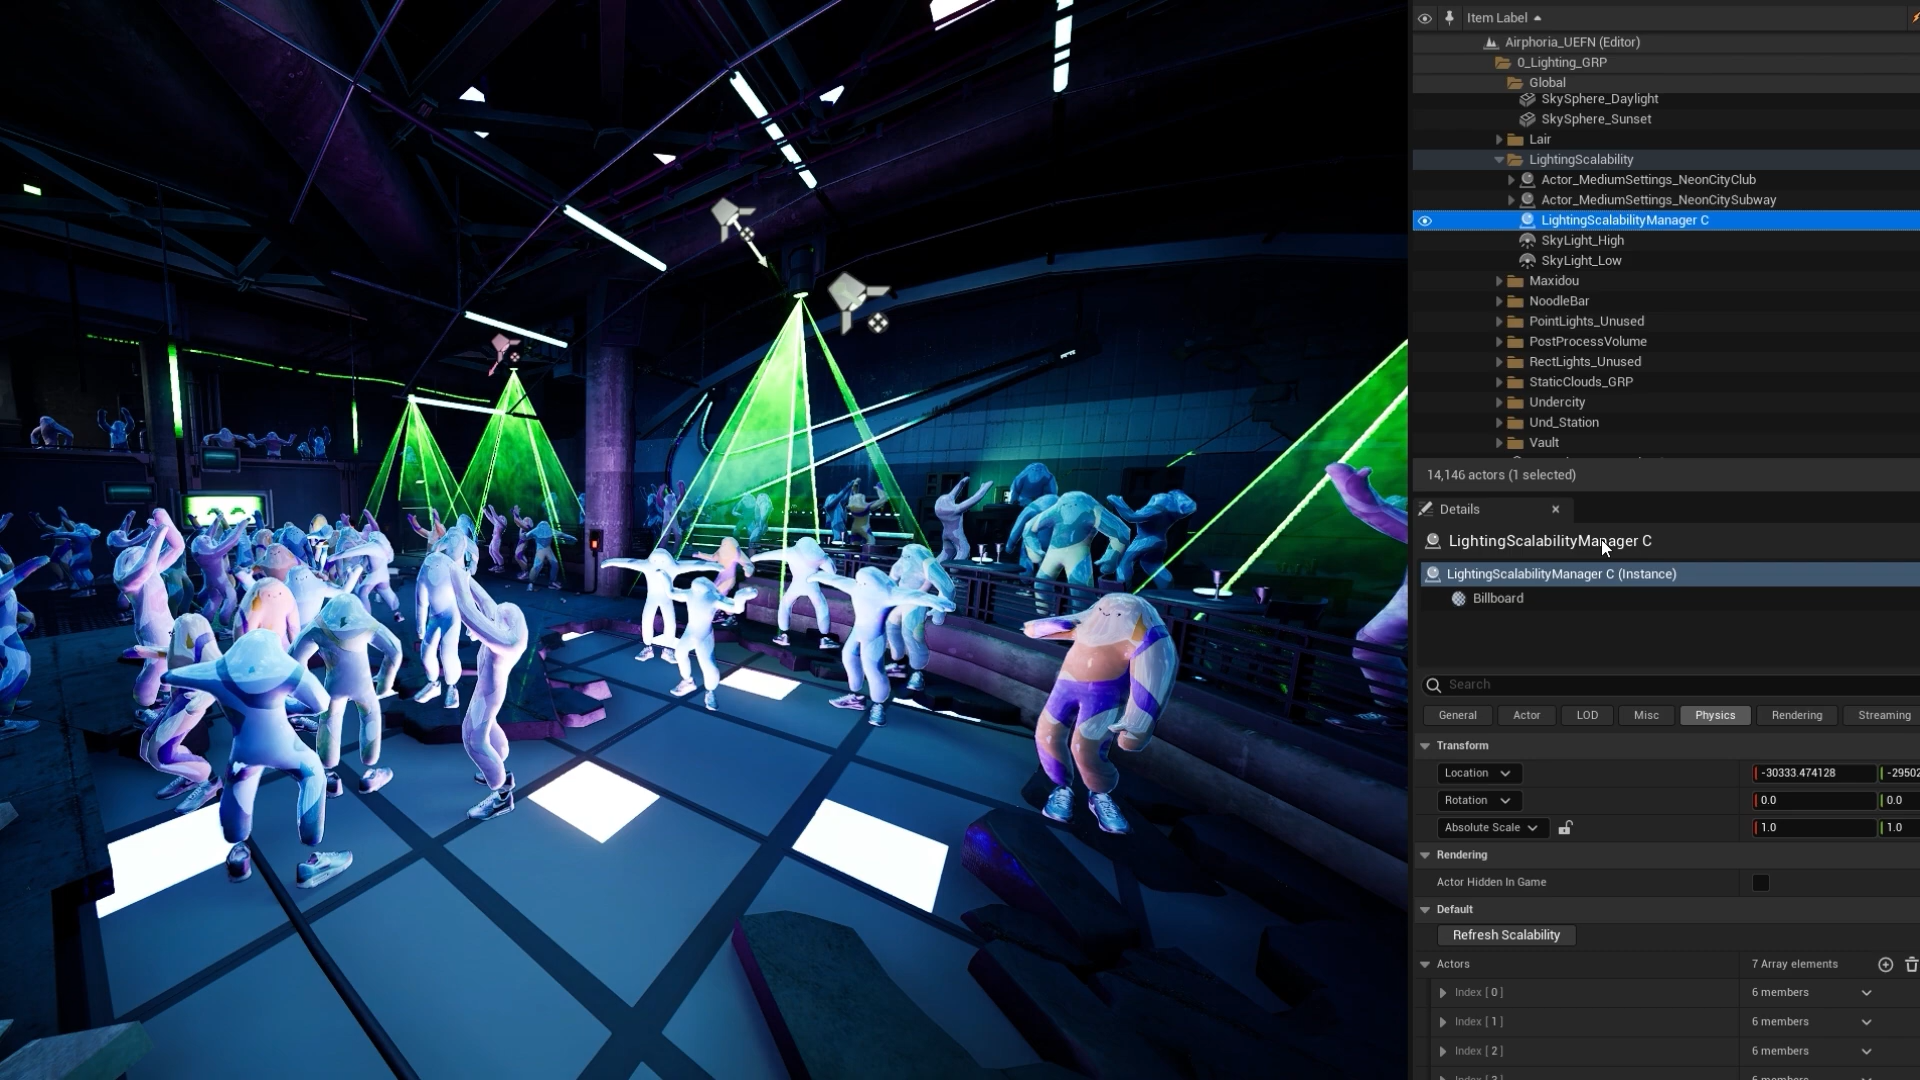 Item Label
Airphoria_UEFN (Editor)
0_Lighting_GRP
Global
SkySphere_Daylight
SkySphere_Sunset
Lair
LightingScalability
Actor_MediumSettings_NeonCityClub
Actor_MediumSettings_NeonCitySubway
LightingScalabilityManager C
SkyLight_High
SkyLight_Low
Maxidou
NoodleBar
PointLights_Unused
PostProcessVolume
RectLights_Unused
StaticClouds_GRP
Undercity
Und_Station
Vault
14,146 actors (1 selected)
Details
LightingScalabilityManager C
LightingScalabilityManager C (Instance)
Billboard
Search
General Actor LOD Misc Physics Rendering Streaming
Transform
Location -30333.474128 -29502
Rotation 0.0 0.0
Absolute Scale 1.0 1.0
Rendering
Actor Hidden In Game
Default
Refresh Scalability
Actors 7 Array elements
Index [ 0 ] 6 members
Index [ 1 ] 6 members
Index [ 2 ] 6 members